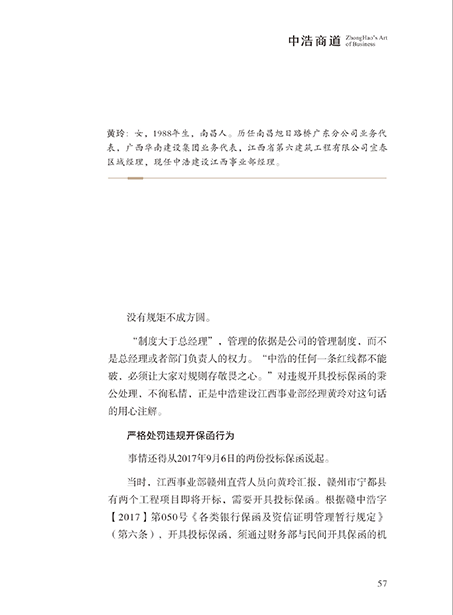 中浩商道 ZhongHao's Art
of Business
黄玲：女，1988年生，南昌人。历任南昌旭日路桥广东分公司业务代
表，广西华南建设集团业务代表，江西省第六建筑工程有限公司宜春
区域经理，现任中浩建设江西事业部经理。
没有规矩不成方圆。
“制度大于总经理”，管理的依据是公司的管理制度，而不
是总经理或者部门负责人的权力。“中浩的任何一条红线都不能
破，必须让大家对规则存敬畏之心。”对违规开具投标保函的秉
公处理，不徇私情，正是中浩建设江西事业部经理黄玲对这句话
的用心注解。
严格处罚违规开保函行为
事情还得从2017年9月6日的两份投标保函说起。
当时，江西事业部赣州直营人员向黄玲汇报，赣州市宁都县
有两个工程项目即将开标，需要开具投标保函。根据赣中浩字
【2017】第050号《各类银行保函及资信证明管理暂行规定》
（第六条），开具投标保函，须通过财务部与民间开具保函的机
57